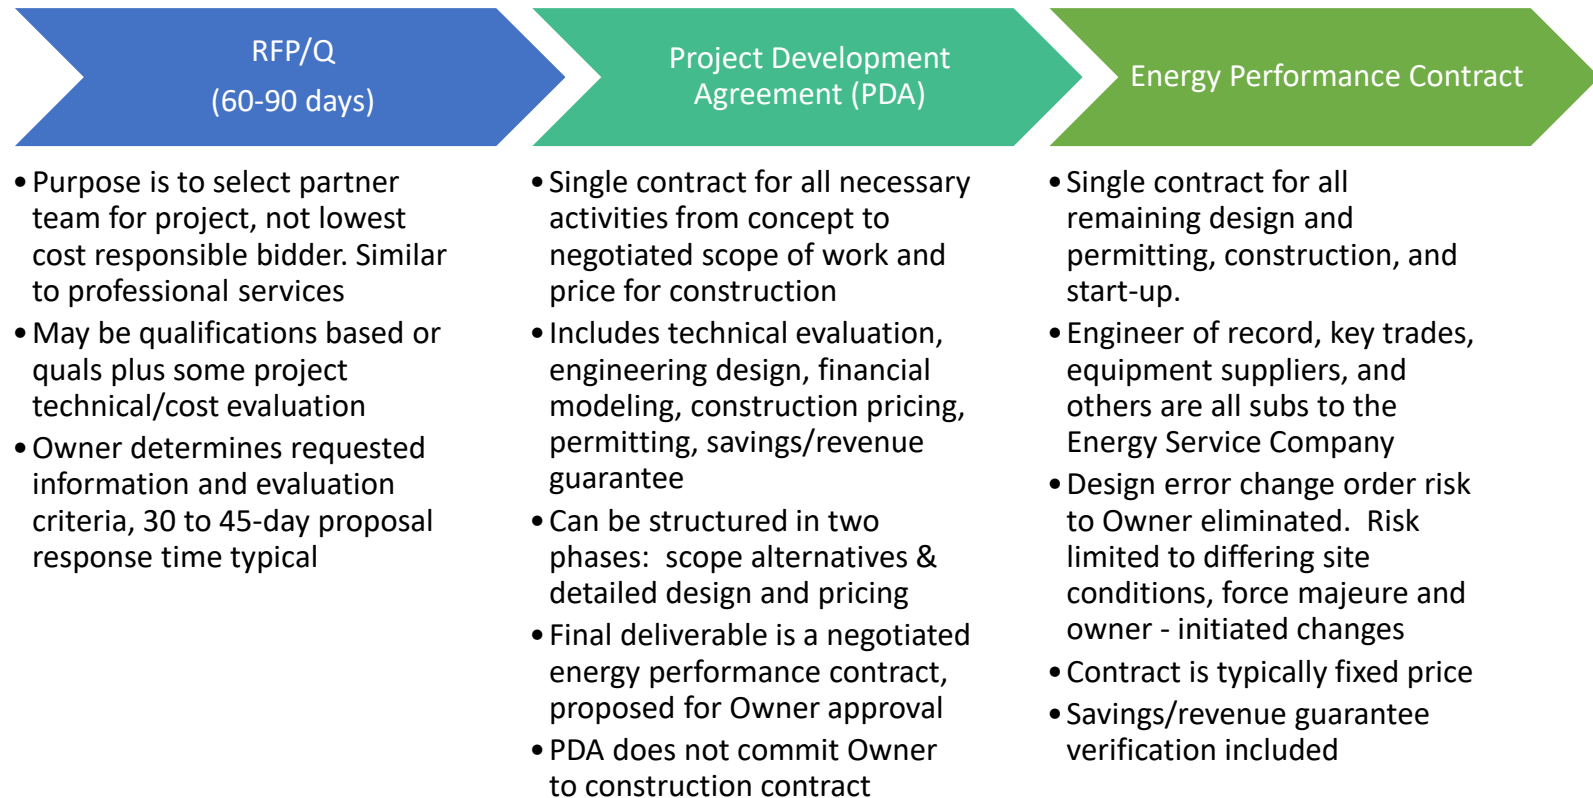 RFP/Q
(60-90 days)
• Purpose is to select partner
team for project, not lowest
cost responsible bidder. Similar
to professional services
• May be qualifications based or
quals plus some project
technical/cost evaluation
• Owner determines requested
information and evaluation
criteria, 30 to 45-day proposal
response time typical
Project Development
Agreement (PDA)
• Single contract for all necessary
activities from concept to
negotiated scope of work and
price for construction
• Includes technical evaluation,
engineering design, financial
modeling, construction pricing,
permitting, savings/revenue
guarantee
• Can be structured in two
phases:  scope alternatives &
detailed design and pricing
• Final deliverable is a negotiated
energy performance contract,
proposed for Owner approval
• PDA does not commit Owner
to construction contract
Energy Performance Contract
• Single contract for all
remaining design and
permitting, construction, and
start-up.
• Engineer of record, key trades,
equipment suppliers, and
others are all subs to the
Energy Service Company
• Design error change order risk
to Owner eliminated.  Risk
limited to differing site
conditions, force majeure and
owner - initiated changes
• Contract is typically fixed price
• Savings/revenue guarantee
verification included